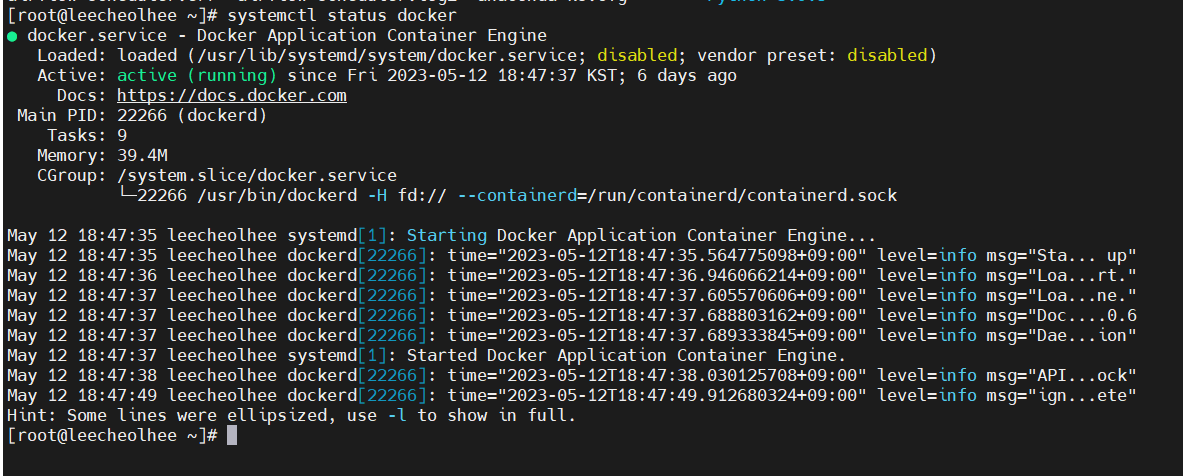 [root@leecheolhee ~]# systemctl status docker
● docker.service - Docker Application Container Engine
   Loaded: loaded (/usr/lib/systemd/system/docker.service; disabled; vendor preset: disabled)
   Active: active (running) since Fri 2023-05-12 18:47:37 KST; 6 days ago
     Docs: https://docs.docker.com
 Main PID: 22266 (dockerd)
    Tasks: 9
   Memory: 39.4M
   CGroup: /system.slice/docker.service
           └─22266 /usr/bin/dockerd -H fd:// --containerd=/run/containerd/containerd.sock
May 12 18:47:35 leecheolhee systemd[1]: Starting Docker Application Container Engine...
May 12 18:47:35 leecheolhee dockerd[22266]: time="2023-05-12T18:47:35.564775098+09:00" level=info msg="Sta... up"
May 12 18:47:36 leecheolhee dockerd[22266]: time="2023-05-12T18:47:36.946066214+09:00" level=info msg="Loa...rt."
May 12 18:47:37 leecheolhee dockerd[22266]: time="2023-05-12T18:47:37.605570606+09:00" level=info msg="Loa...ne."
May 12 18:47:37 leecheolhee dockerd[22266]: time="2023-05-12T18:47:37.688803162+09:00" level=info msg="Doc....0.6
May 12 18:47:37 leecheolhee dockerd[22266]: time="2023-05-12T18:47:37.689333845+09:00" level=info msg="Dae...ion"
May 12 18:47:37 leecheolhee systemd[1]: Started Docker Application Container Engine.
May 12 18:47:38 leecheolhee dockerd[22266]: time="2023-05-12T18:47:38.030125708+09:00" level=info msg="API...ock"
May 12 18:47:49 leecheolhee dockerd[22266]: time="2023-05-12T18:47:49.912680324+09:00" level=info msg="ign...ete"
Hint: Some lines were ellipsized, use -l to show in full.
[root@leecheolhee ~]#